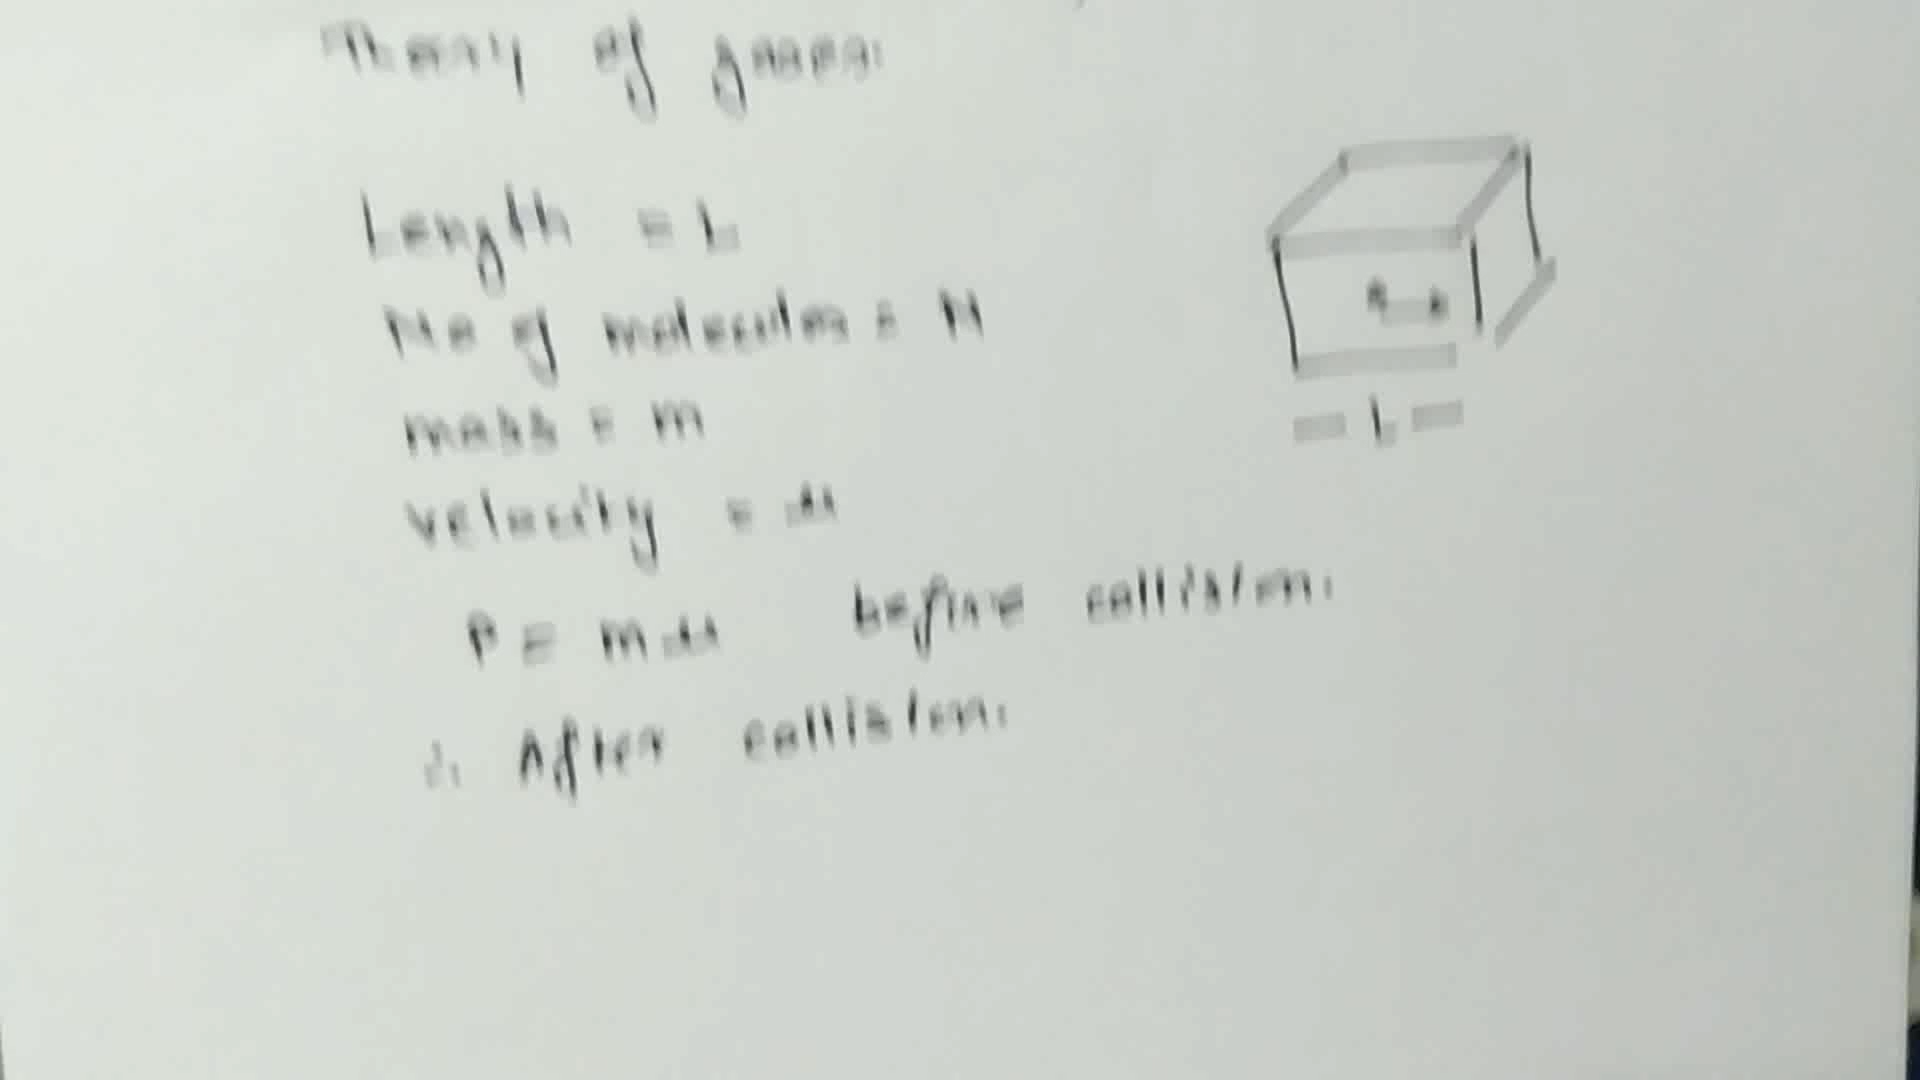 Theory of gases:
Length = L
No of molecules = N
mass = m
velocity = u
P = mu before collision.
∴ After collision.
L